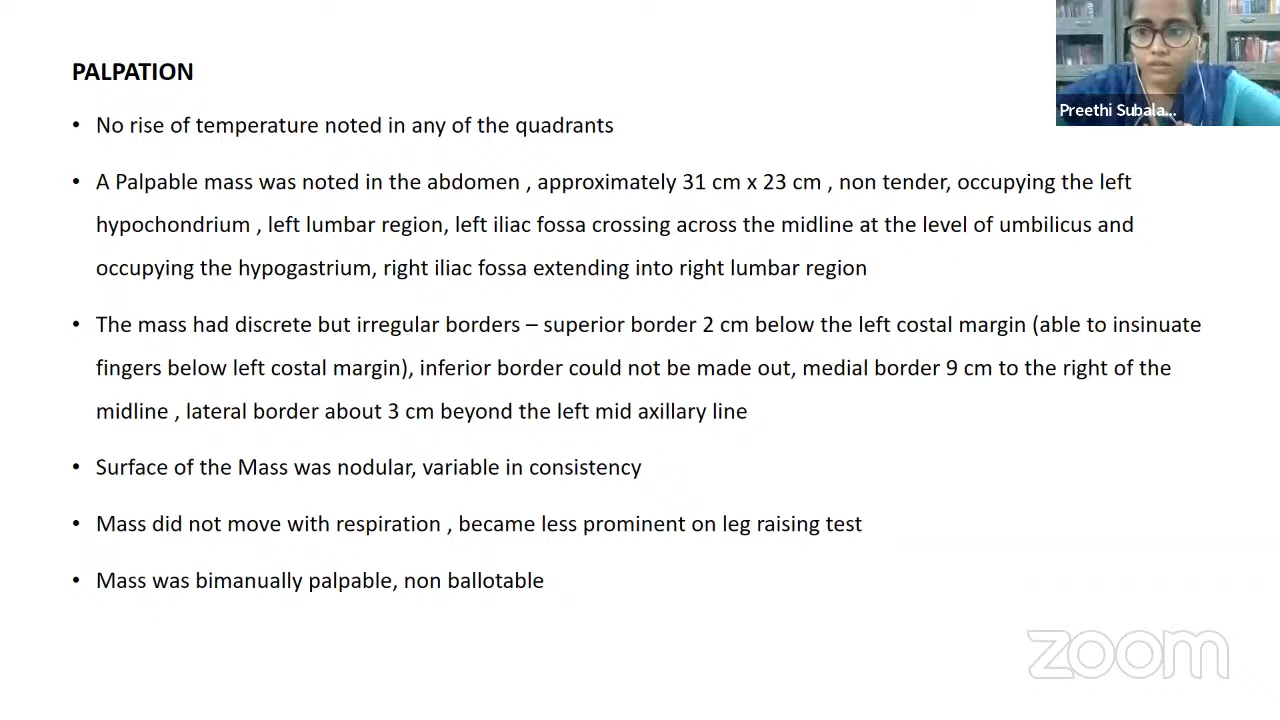 PALPATION
• No rise of temperature noted in any of the quadrants
• A Palpable mass was noted in the abdomen , approximately 31 cm x 23 cm , non tender, occupying the left
hypochondrium , left lumbar region, left iliac fossa crossing across the midline at the level of umbilicus and
occupying the hypogastrium, right iliac fossa extending into right lumbar region
• The mass had discrete but irregular borders – superior border 2 cm below the left costal margin (able to insinuate
fingers below left costal margin), inferior border could not be made out, medial border 9 cm to the right of the
midline , lateral border about 3 cm beyond the left mid axillary line
• Surface of the Mass was nodular, variable in consistency
• Mass did not move with respiration , became less prominent on leg raising test
• Mass was bimanually palpable, non ballotable
Preethi Subala...
zoom